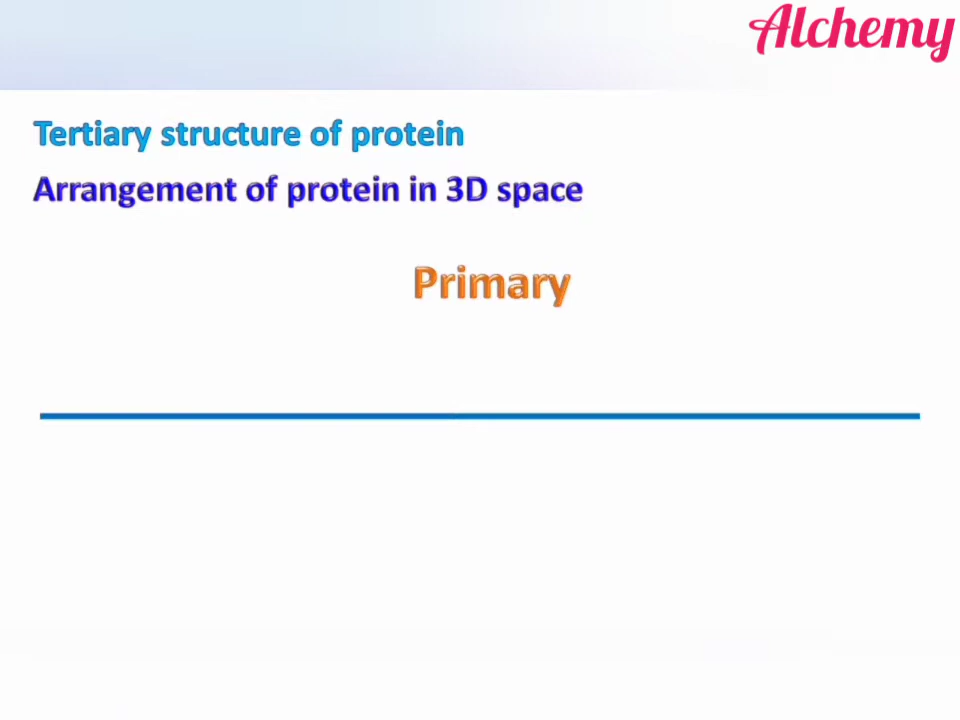 Alchemy
Tertiary structure of protein
Arrangement of protein in 3D space
Primary